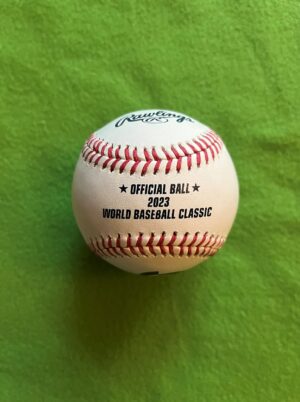 Rawlings
R
★ OFFICIAL BALL ★
2023
WORLD BASEBALL CLASSIC